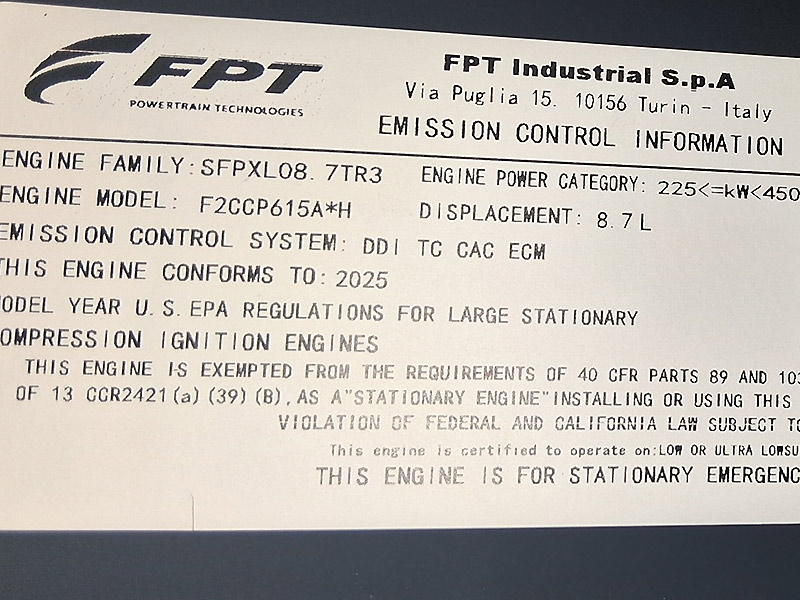 FPT
POWERTRAIN TECHNOLOGIES
FPT Industrial S.p.A
Via Puglia 15. 10156 Turin - Italy
EMISSION CONTROL INFORMATION
ENGINE FAMILY: SFPXL08. 7TR3 ENGINE POWER CATEGORY: 225<=kW<450
ENGINE MODEL: F2CCP615A*H DISPLACEMENT: 8.7L
EMISSION CONTROL SYSTEM: DDI TC CAC ECM
THIS ENGINE CONFORMS TO: 2025
ODEL YEAR U.S. EPA REGULATIONS FOR LARGE STATIONARY
OMPRESSION IGNITION ENGINES
THIS ENGINE IS EXEMPTED FROM THE REQUIREMENTS OF 40 CFR PARTS 89 AND 103
OF 13 CCR2421 (a) (39) (B), AS A "STATIONARY ENGINE" INSTALLING OR USING THIS
VIOLATION OF FEDERAL AND CALIFORNIA LAW SUBJECT TO
This engine is certified to operate on:LOW OR ULTRA LOWSU
THIS ENGINE IS FOR STATIONARY EMERGENC